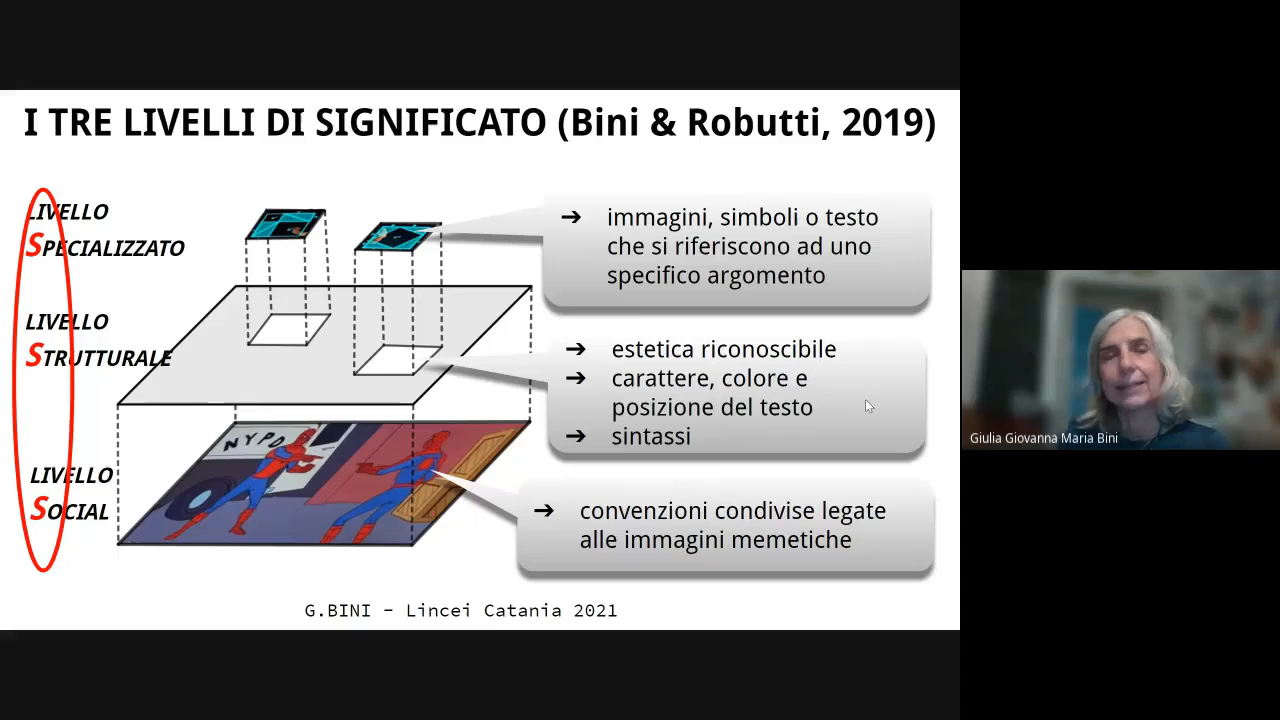 I TRE LIVELLI DI SIGNIFICATO (Bini & Robutti, 2019)
LIVELLO
SPECIALIZZATO
➔ immagini, simboli o testo
che si riferiscono ad uno
specifico argomento
LIVELLO
STRUTTURALE
➔ estetica riconoscibile
➔ carattere, colore e
posizione del testo
➔ sintassi
NYPD
LIVELLO
SOCIAL
➔ convenzioni condivise legate
alle immagini memetiche
G.BINI - Lincei Catania 2021
Giulia Giovanna Maria Bini